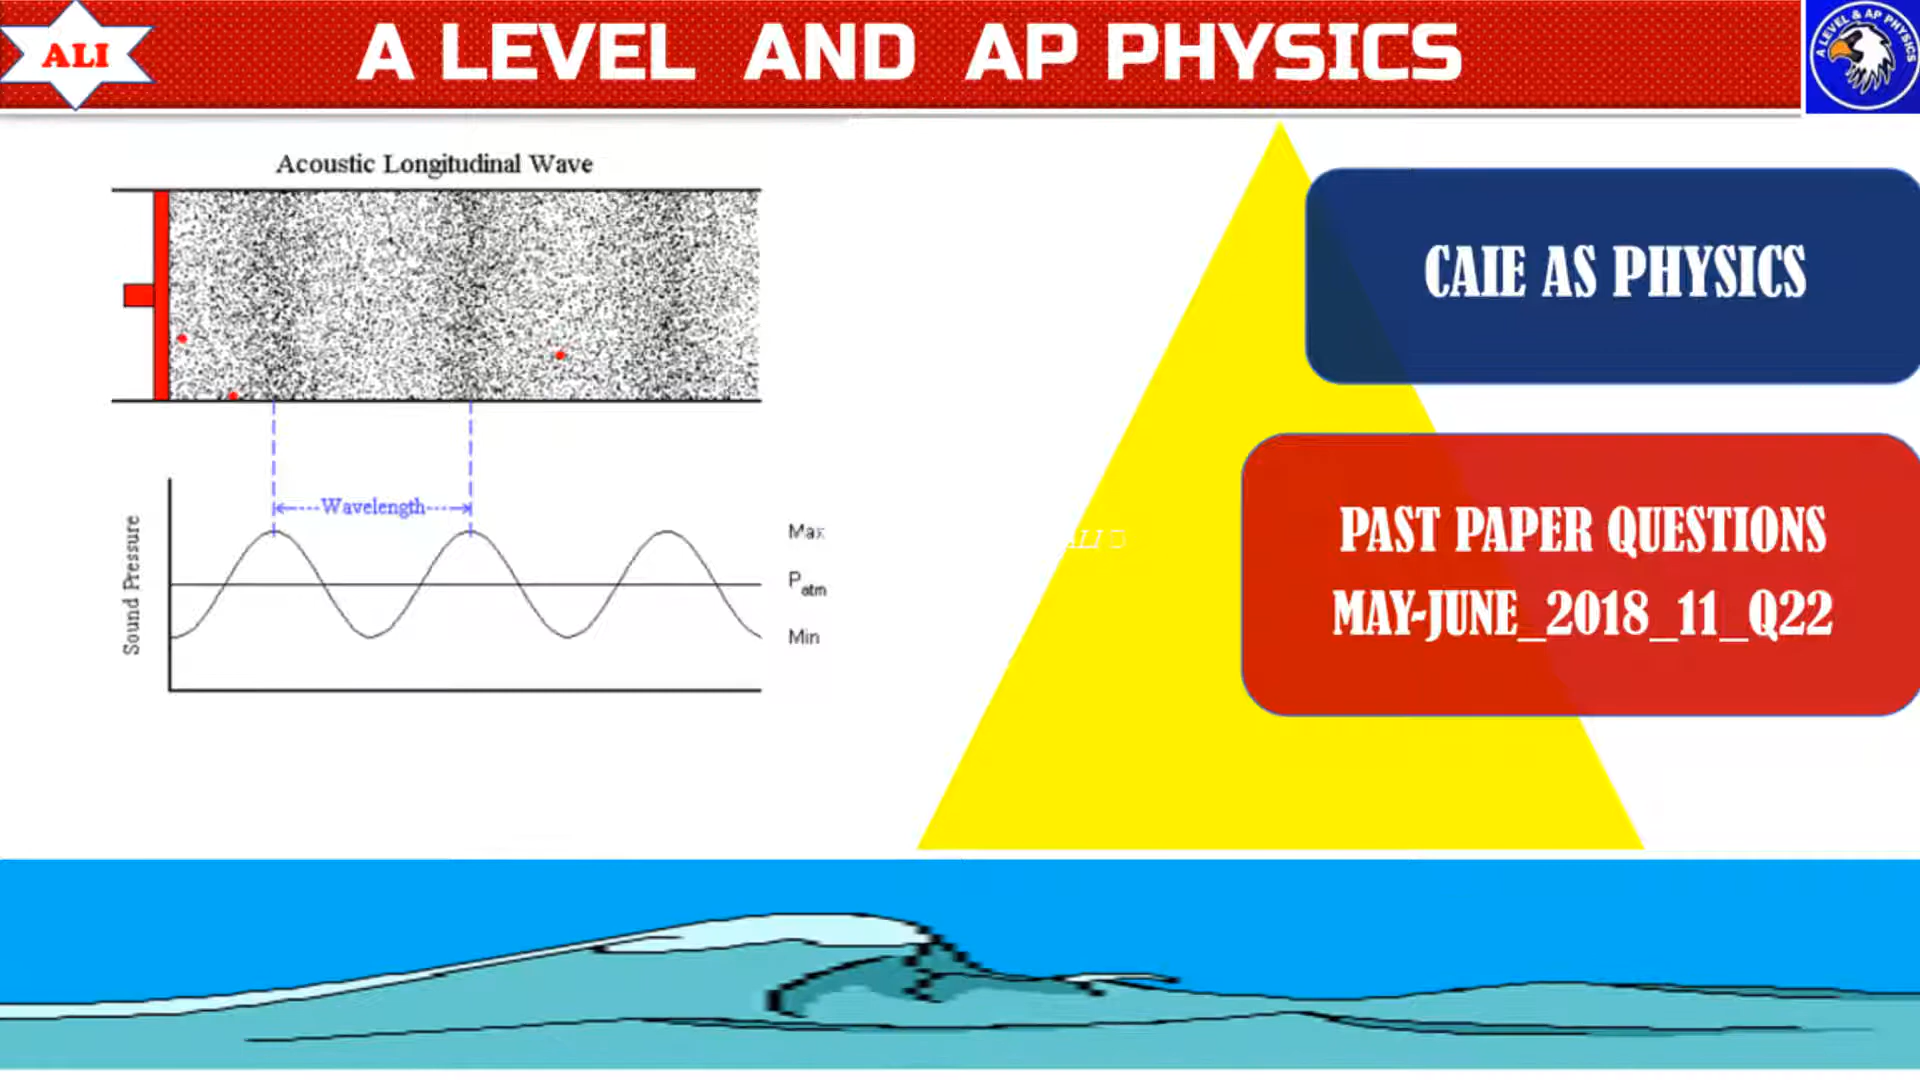 ALI
A LEVEL AND AP PHYSICS
A LEVEL & AP PHYSICS
Acoustic Longitudinal Wave
Wavelength
Sound Pressure
Max
Patm
Min
CAIE AS PHYSICS
ALI
PAST PAPER QUESTIONS
MAY-JUNE_2018_11_Q22